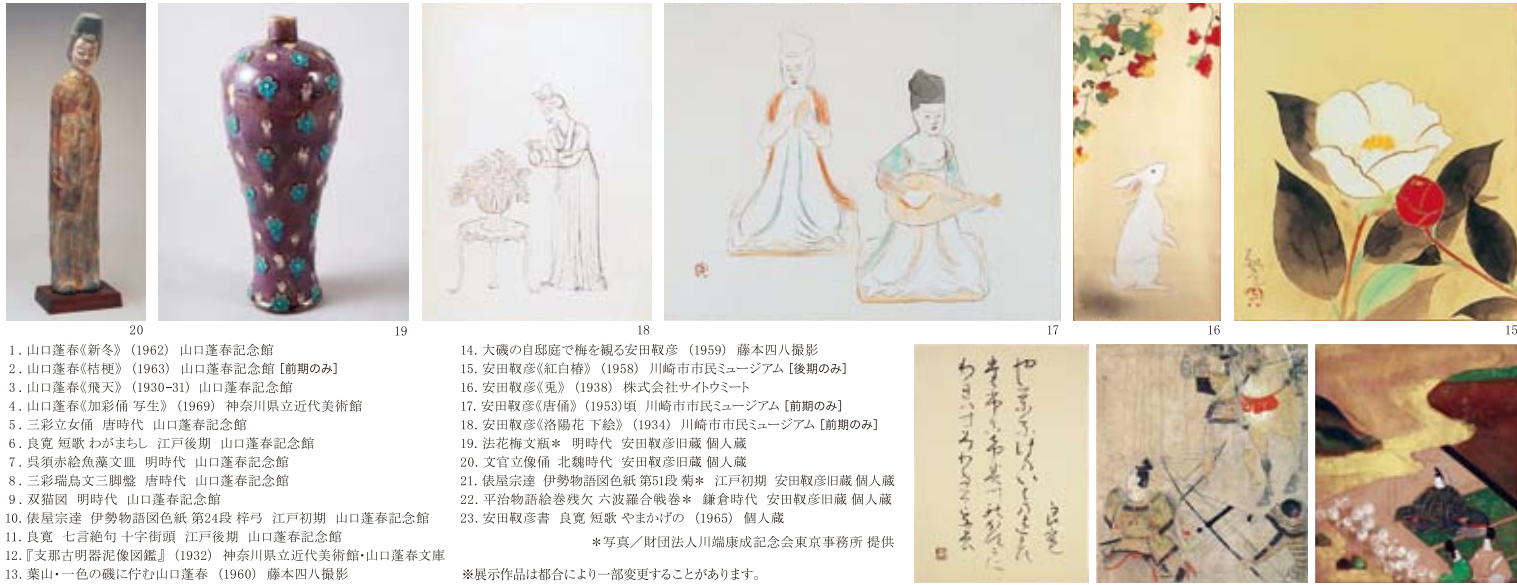 20
19
18
17
16
15
1. 山口蓬春《新冬》 (1962) 山口蓬春記念館
2. 山口蓬春《桔梗》 (1963) 山口蓬春記念館 [前期のみ]
3. 山口蓬春《飛天》 (1930-31) 山口蓬春記念館
4. 山口蓬春《加彩俑 写生》 (1969) 神奈川県立近代美術館
5. 三彩立女俑 唐時代 山口蓬春記念館
6. 良寛 短歌 わがまちし 江戸後期 山口蓬春記念館
7. 呉須赤絵魚藻文皿 明時代 山口蓬春記念館
8. 三彩瑞鳥文三脚盤 唐時代 山口蓬春記念館
9. 双猫図 明時代 山口蓬春記念館
10. 俵屋宗達 伊勢物語図色紙 第24段 梓弓 江戸初期 山口蓬春記念館
11. 良寛 七言絶句 十字街頭 江戸後期 山口蓬春記念館
12.『支那古明器泥像図鑑』 (1932) 神奈川県立近代美術館・山口蓬春文庫
13. 葉山・一色の磯に佇む山口蓬春 (1960) 藤本四八撮影
14. 大磯の自邸庭で梅を観る安田靫彦 (1959) 藤本四八撮影
15. 安田靫彦《紅白椿》 (1958) 川崎市市民ミュージアム [後期のみ]
16. 安田靫彦《兎》 (1938) 株式会社サイトウミート
17. 安田靫彦《唐俑》 (1953)頃 川崎市市民ミュージアム [前期のみ]
18. 安田靫彦《洛陽花 下絵》 (1934) 川崎市市民ミュージアム [前期のみ]
19. 法花梅文瓶＊ 明時代 安田靫彦旧蔵 個人蔵
20. 文官立像俑 北魏時代 安田靫彦旧蔵 個人蔵
21. 俵屋宗達 伊勢物語図色紙 第51段 菊＊ 江戸初期 安田靫彦旧蔵 個人蔵
22. 平治物語絵巻残欠 六波羅合戦巻＊ 鎌倉時代 安田靫彦旧蔵 個人蔵
23. 安田靫彦書 良寛 短歌 やまかげの (1965) 個人蔵
＊写真／財団法人川端康成記念会東京事務所 提供
※展示作品は都合により一部変更することがあります。